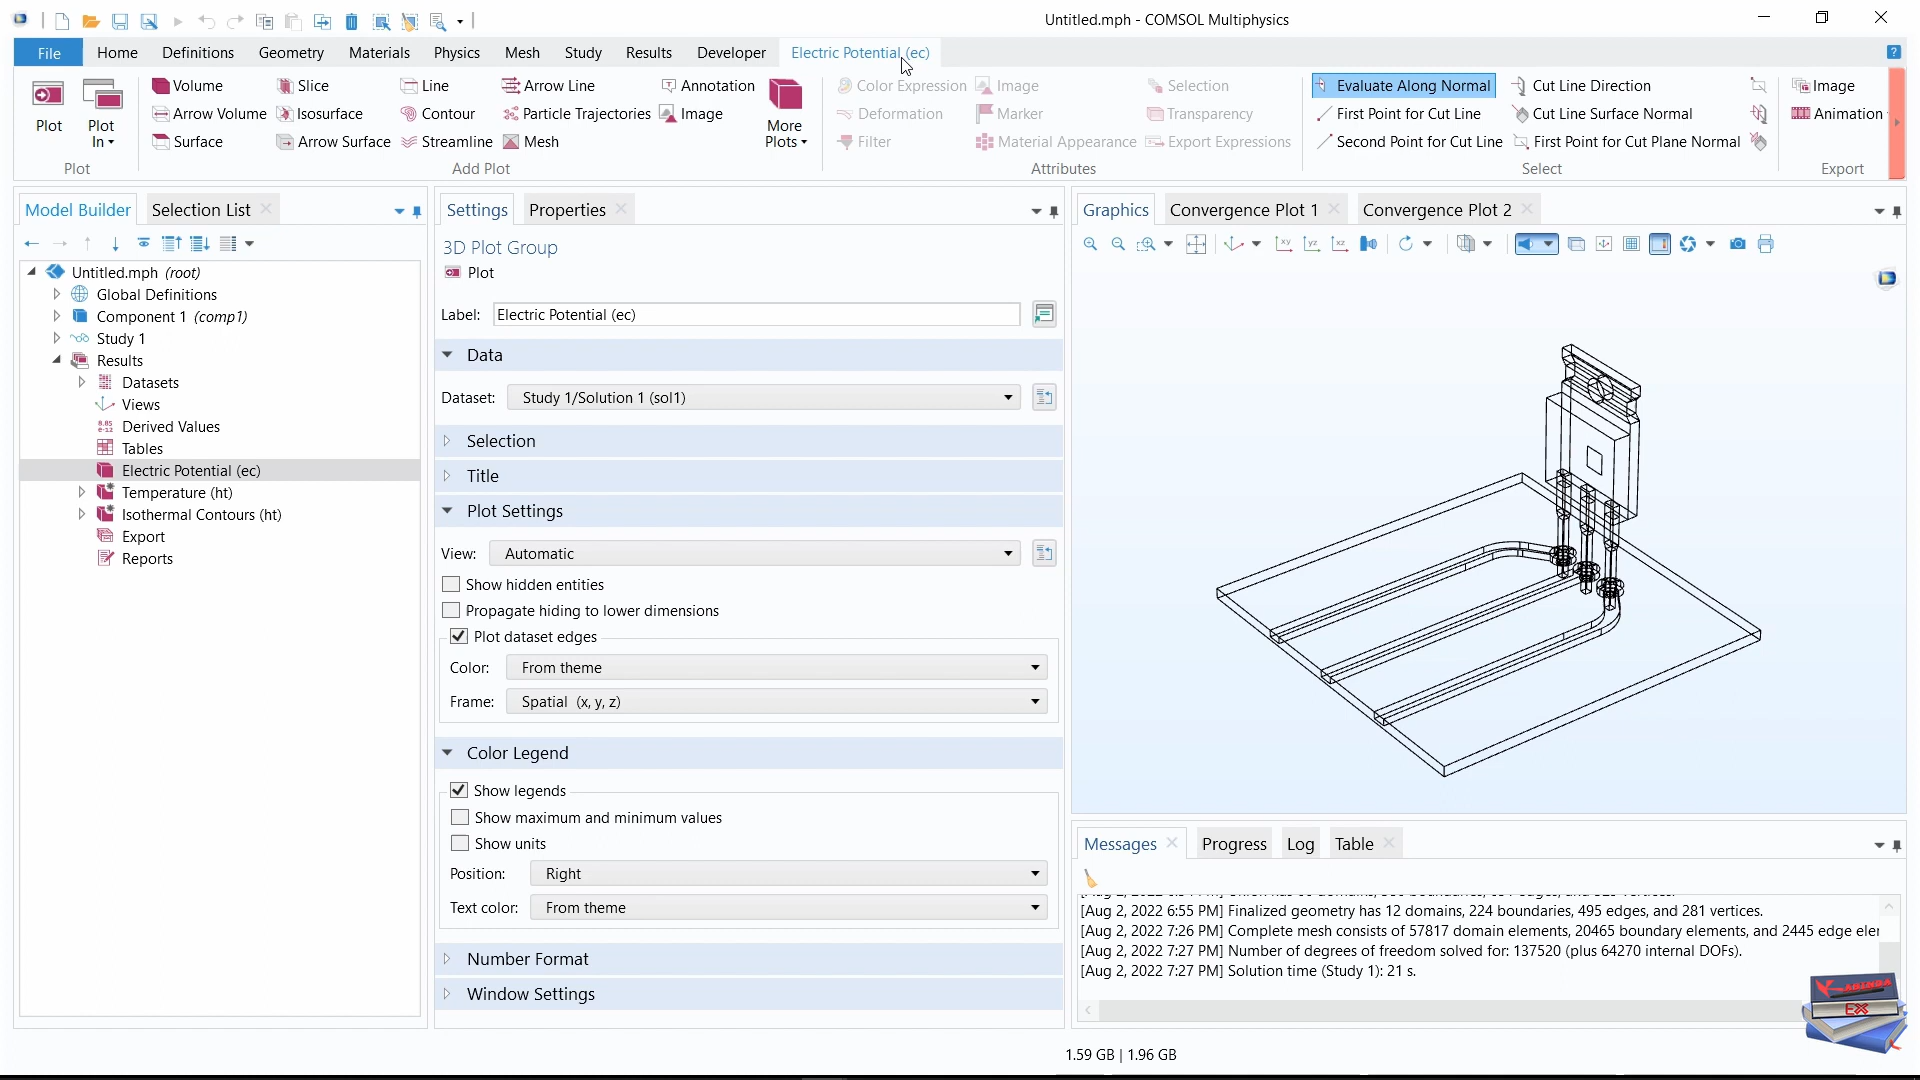 Untitled.mph - COMSOL Multiphysics
File Home Definitions Geometry Materials Physics Mesh Study Results Developer Electric Potential (ec)
Volume Slice Line Arrow Line Annotation Color Expression Image Selection Evaluate Along Normal Cut Line Direction Image
Plot Plot In Arrow Volume Isosurface Contour Particle Trajectories Image More Plots Deformation Marker Transparency First Point for Cut Line Cut Line Surface Normal Animation
Surface Arrow Surface Streamline Mesh Filter Material Appearance Export Expressions Second Point for Cut Line First Point for Cut Plane Normal
Plot Add Plot Attributes Select Export
Model Builder Selection List
Untitled.mph (root)
Global Definitions
Component 1 (comp1)
Study 1
Results
Datasets
Views
8.85
e-12
Derived Values
Tables
Electric Potential (ec)
Temperature (ht)
Isothermal Contours (ht)
Export
Reports
Settings Properties
3D Plot Group
Plot
Label: Electric Potential (ec)
Data
Dataset: Study 1/Solution 1 (sol1)
Selection
Title
Plot Settings
View: Automatic
Show hidden entities
Propagate hiding to lower dimensions
Plot dataset edges
Color: From theme
Frame: Spatial (x, y, z)
Color Legend
Show legends
Show maximum and minimum values
Show units
Position: Right
Text color: From theme
Number Format
Window Settings
Graphics Convergence Plot 1 Convergence Plot 2
xy yz xz
Messages Progress Log Table
[Aug 2, 2022 6:55 PM] Finalized geometry has 12 domains, 224 boundaries, 495 edges, and 281 vertices.
[Aug 2, 2022 7:26 PM] Complete mesh consists of 57817 domain elements, 20465 boundary elements, and 2445 edge eler
[Aug 2, 2022 7:27 PM] Number of degrees of freedom solved for: 137520 (plus 64270 internal DOFs).
[Aug 2, 2022 7:27 PM] Solution time (Study 1): 21 s.
EX
1.59 GB | 1.96 GB